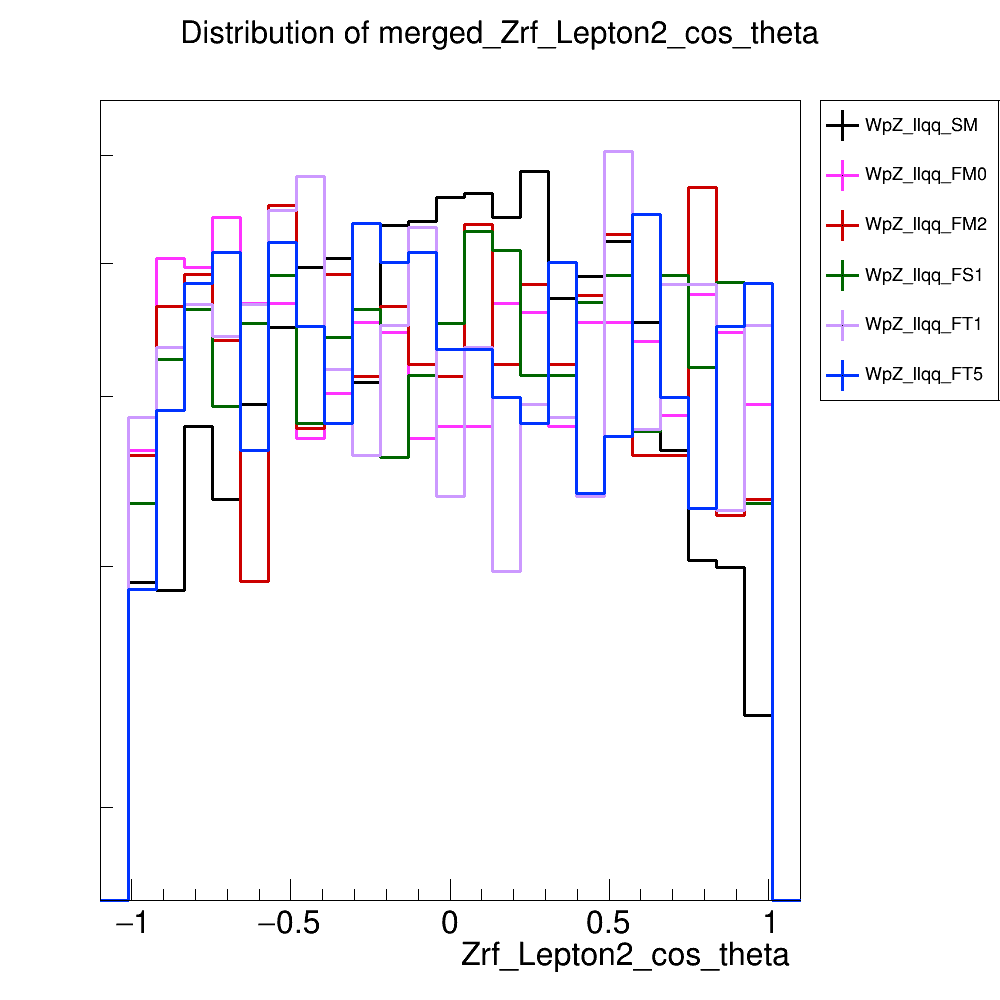 Distribution of merged_Zrf_Lepton2_cos_theta
WpZ_llqq_SM
WpZ_llqq_FM0
WpZ_llqq_FM2
WpZ_llqq_FS1
WpZ_llqq_FT1
WpZ_llqq_FT5
−1 −0.5 0 0.5 1
Zrf_Lepton2_cos_theta